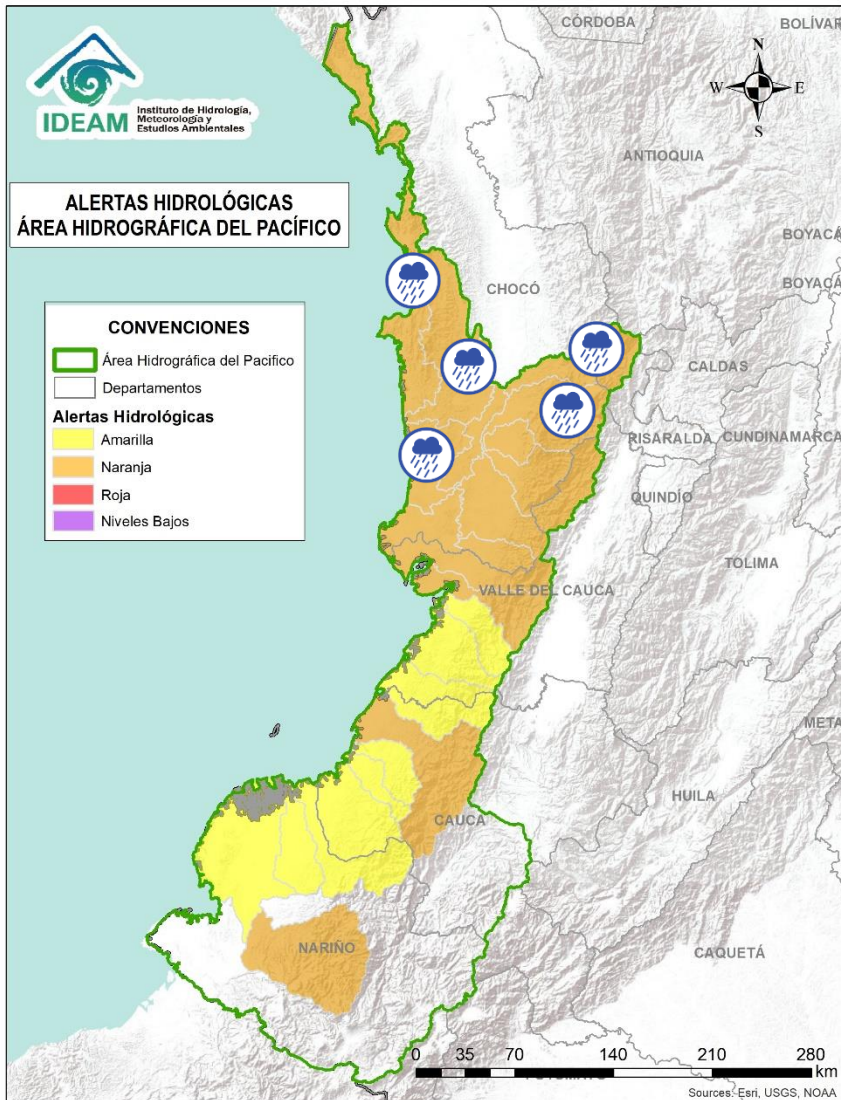 CÓRDOBA
BOLÍVAR
N
W E
S
IDEAM
Instituto de Hidrología,
Meteorología y
Estudios Ambientales
ANTIOQUIA
ALERTAS HIDROLÓGICAS
ÁREA HIDROGRÁFICA DEL PACÍFICO
BOYACÁ
BOYACÁ
CHOCÓ
CONVENCIONES
Área Hidrográfica del Pacifico
Departamentos
Alertas Hidrológicas
Amarilla
Naranja
Roja
Niveles Bajos
CALDAS
RISARALDA
CUNDINAMARCA
QUINDÍO
TOLIMA
VALLE DEL CAUCA
META
HUILA
CAUCA
NARIÑO
CAQUETÁ
0 35 70 140 210 280
km
Sources: Esri, USGS, NOAA